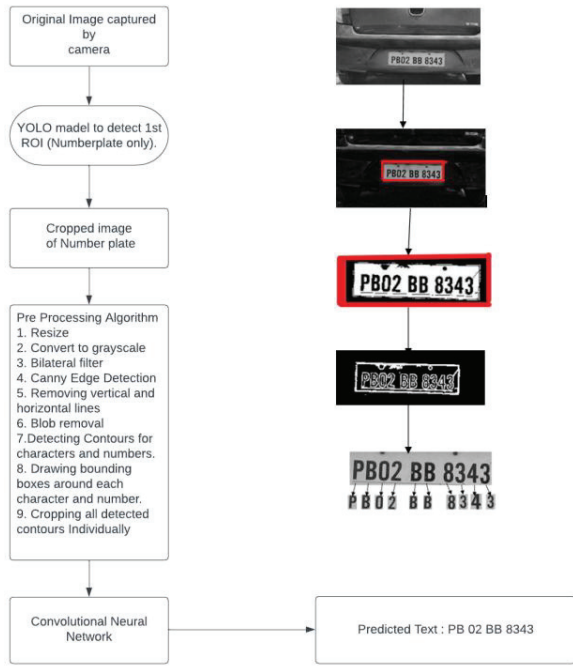 Original Image captured
by
camera
YOLO madel to detect 1st
ROI (Numberplate only).
Cropped image
of Number plate
Pre Processing Algorithm
1. Resize
2. Convert to grayscale
3. Bilateral filter
4. Canny Edge Detection
5. Removing vertical and
horizontal lines
6. Blob removal
7.Detecting Contours for
characters and numbers.
8. Drawing bounding
boxes around each
character and number.
9. Cropping all detected
contours Individually
Convolutional Neural
Network
PB02 BB 8343
PB02 BB 8343
PB02 BB 8343
PB02 BB 8343
PB02 BB 8343
P B 0 2 B B 8 3 4 3
Predicted Text : PB 02 BB 8343